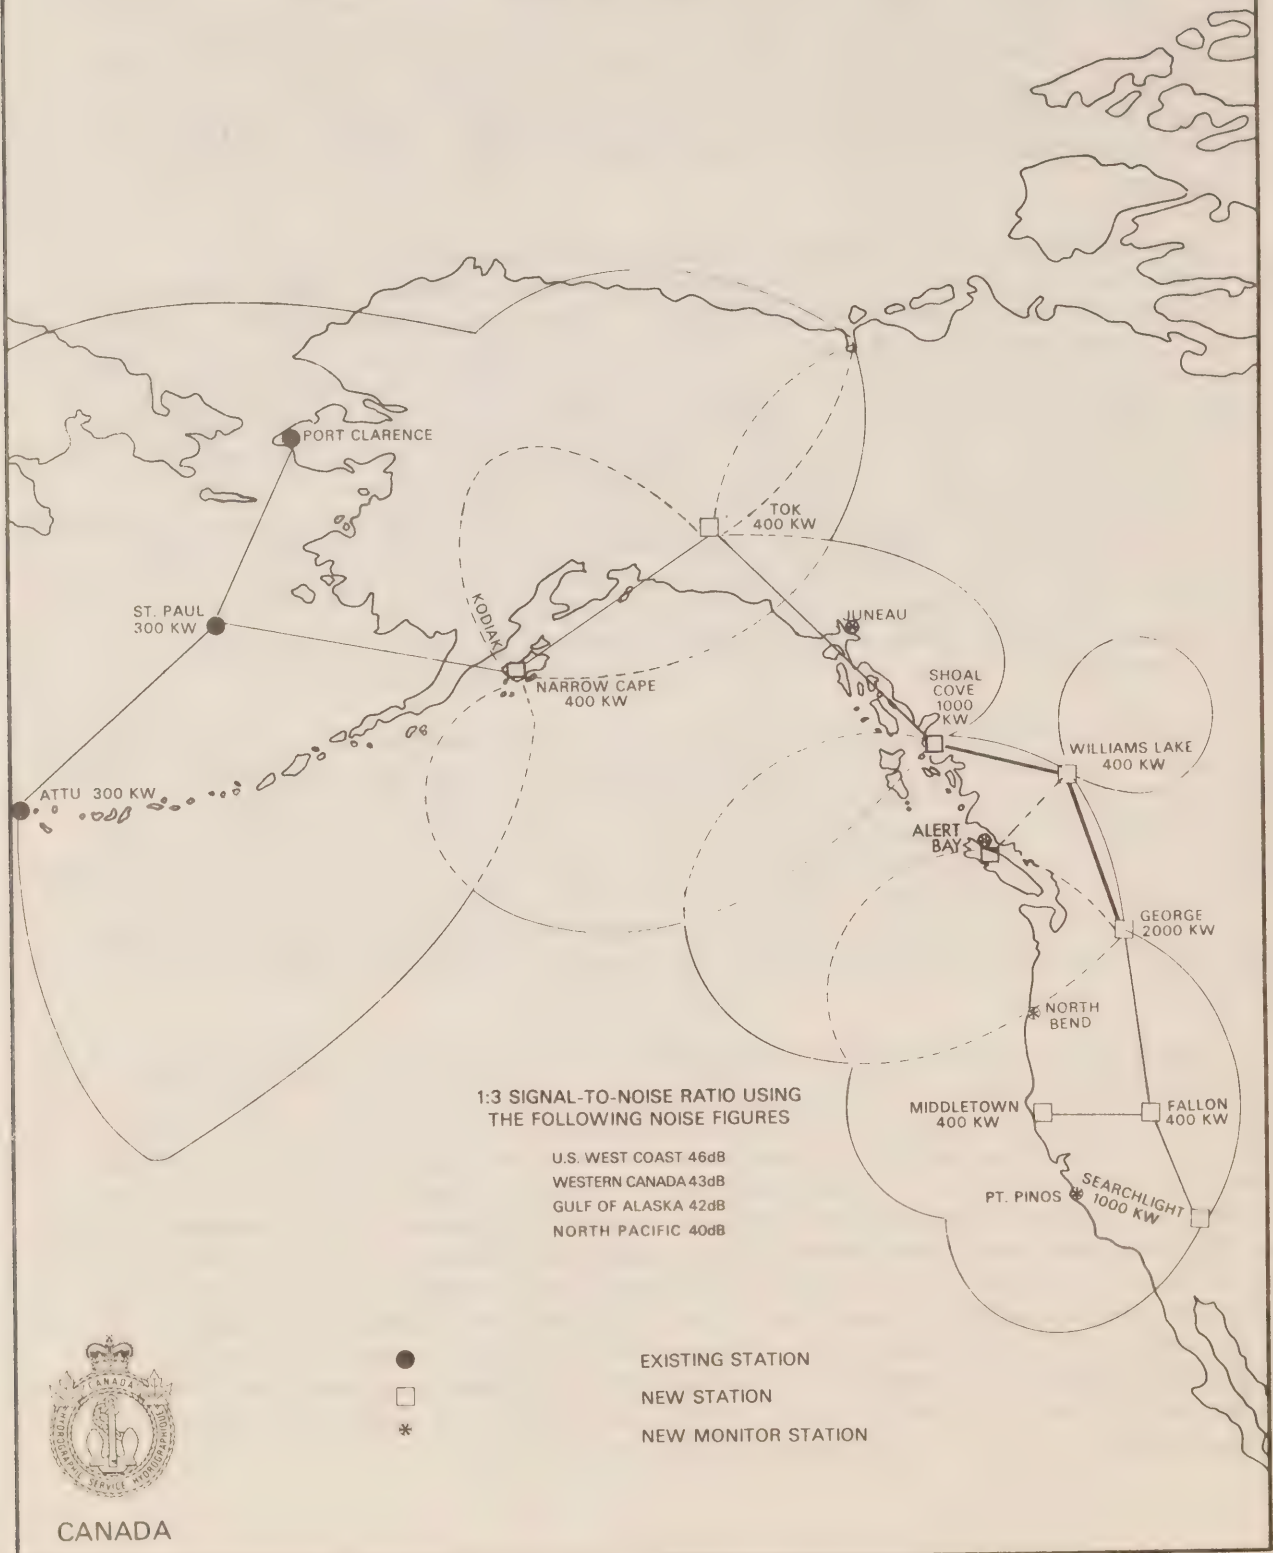 PORT CLARENCE
TOK
400 KW
ST. PAUL
300 KW
KODIAK
JUNEAU
NARROW CAPE
400 KW
SHOAL
COVE
1000
KW
WILLIAMS LAKE
400 KW
ATTU 300 KW
ALERT
BAY
GEORGE
2000 KW
NORTH
BEND
1:3 SIGNAL-TO-NOISE RATIO USING
THE FOLLOWING NOISE FIGURES
U.S. WEST COAST 46dB
WESTERN CANADA 43dB
GULF OF ALASKA 42dB
NORTH PACIFIC 40dB
MIDDLETOWN
400 KW
FALLON
400 KW
PT. PINOS
SEARCHLIGHT
1000 KW
EXISTING STATION
NEW STATION
NEW MONITOR STATION
CANADA
HYDROGRAPHIC SERVICE HYDROGRAPHIQUE
CANADA